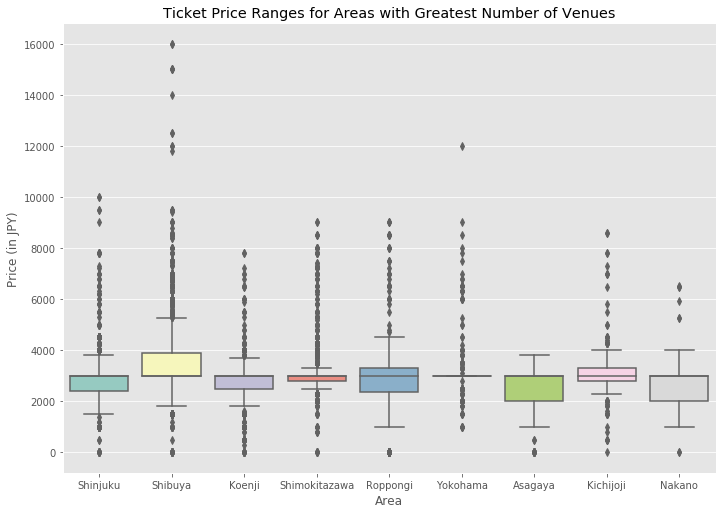 Ticket Price Ranges for Areas with Greatest Number of Venues
16000
14000
12000
10000
8000
6000
4000
2000
0
Price (in JPY)
Shinjuku Shibuya Koenji Shimokitazawa Roppongi Yokohama Asagaya Kichijoji Nakano
Area